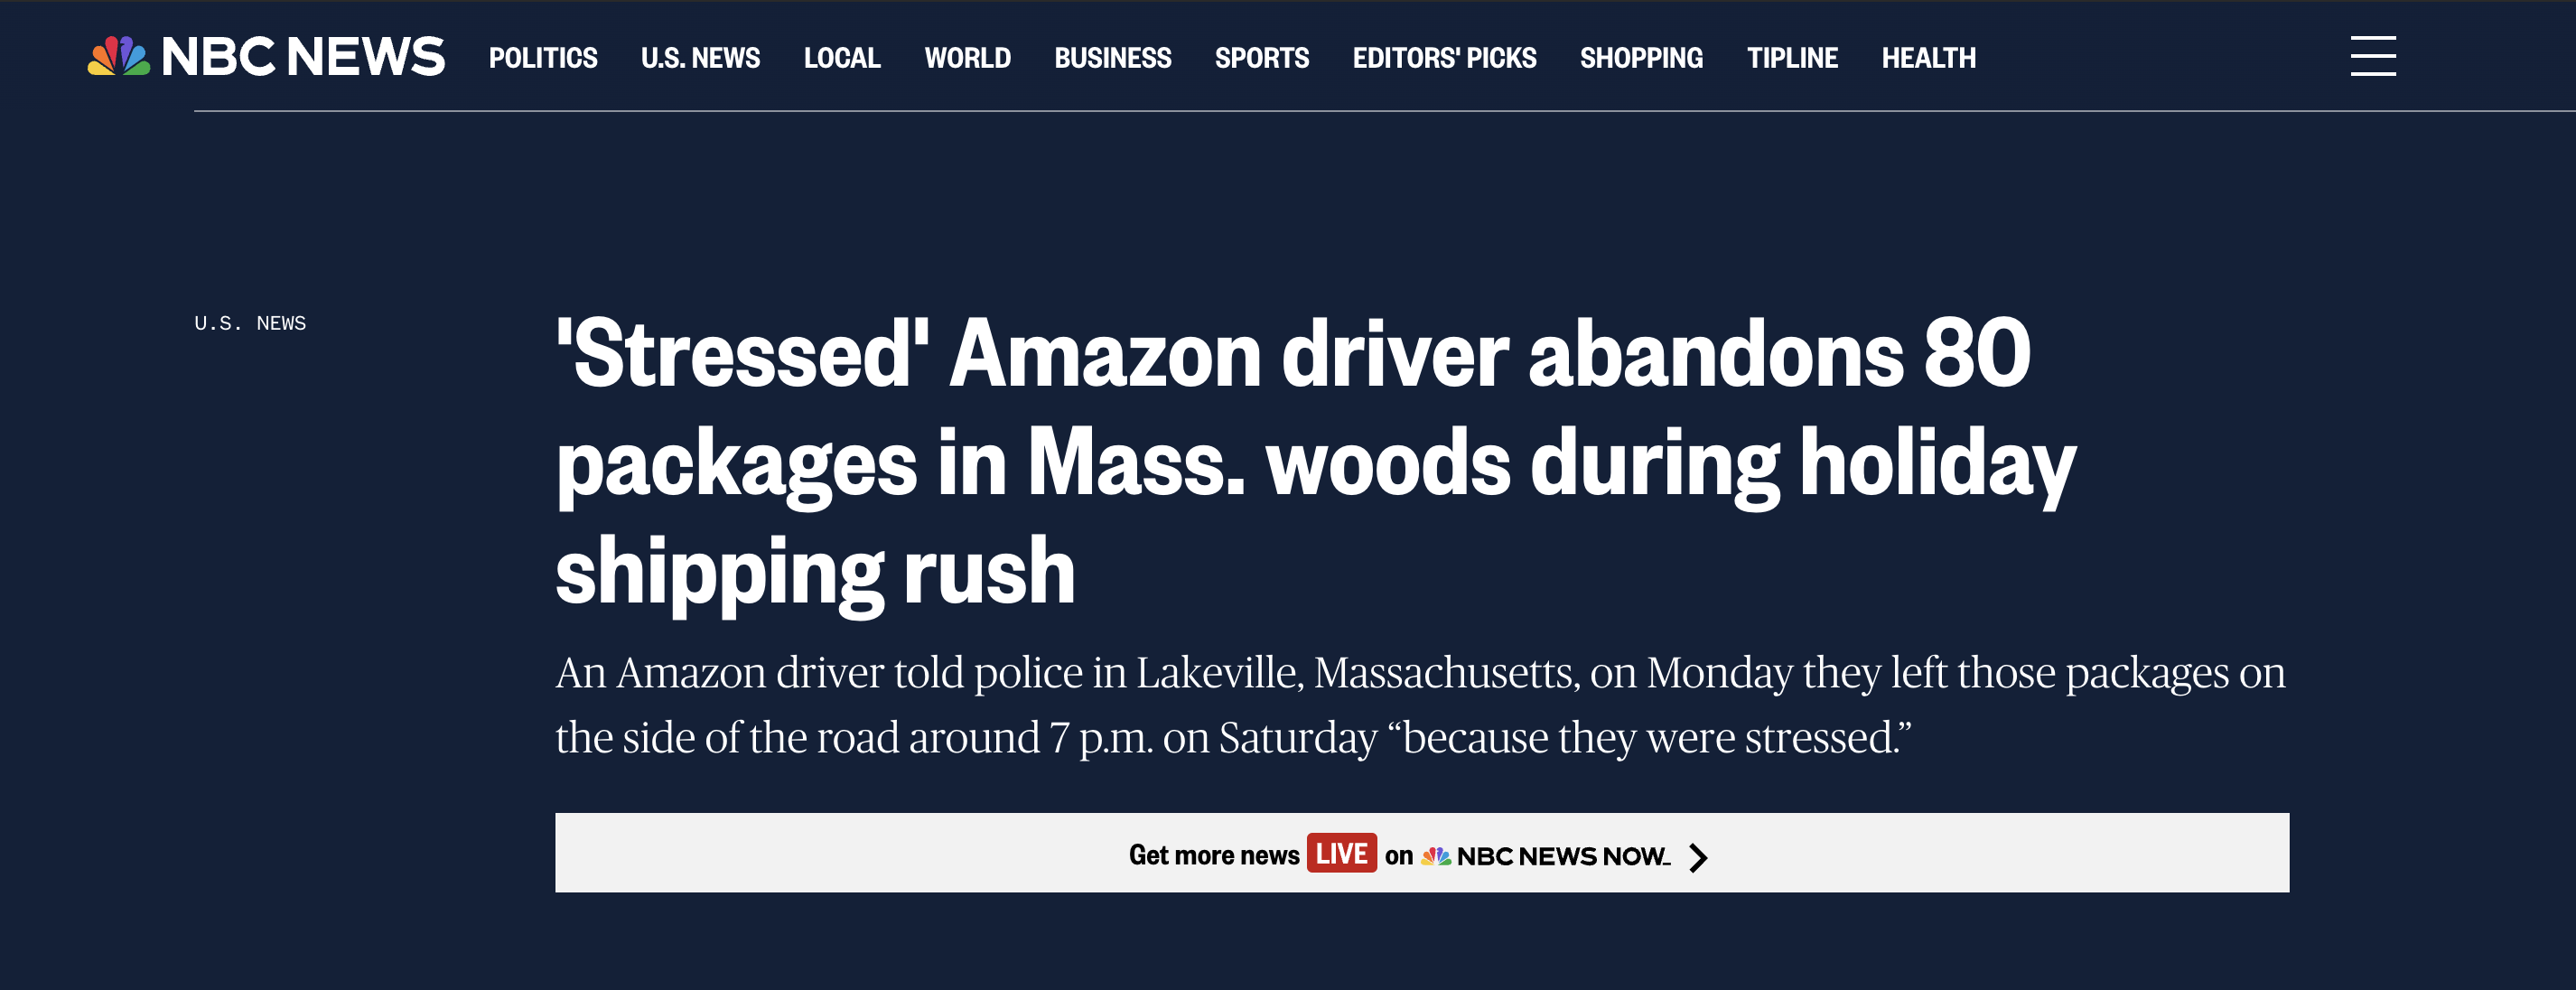 NBC NEWS POLITICS U.S. NEWS LOCAL WORLD BUSINESS SPORTS EDITORS' PICKS SHOPPING TIPLINE HEALTH
U.S. NEWS
'Stressed' Amazon driver abandons 80
packages in Mass. woods during holiday
shipping rush
An Amazon driver told police in Lakeville, Massachusetts, on Monday they left those packages on
the side of the road around 7 p.m. on Saturday “because they were stressed.”
Get more news LIVE on NBC NEWS NOW_